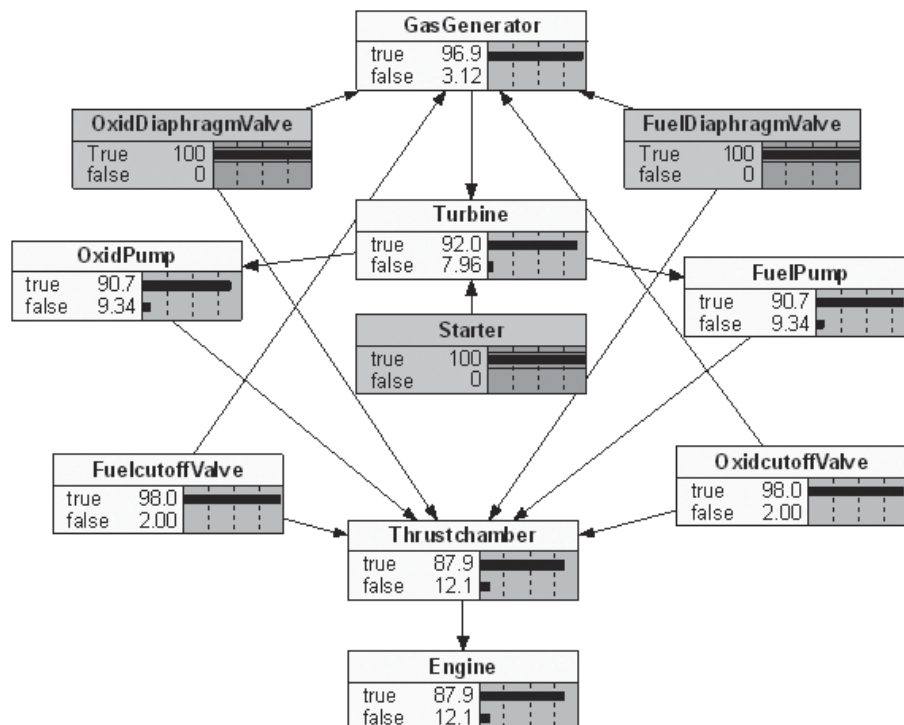 GasGenerator
true 96.9
false 3.12
OxidDiaphragmValve
True 100
false 0
FuelDiaphragmValve
True 100
false 0
Turbine
true 92.0
false 7.96
OxidPump
true 90.7
false 9.34
FuelPump
true 90.7
false 9.34
Starter
true 100
false 0
FuelcutoffValve
true 98.0
false 2.00
OxidcutoffValve
true 98.0
false 2.00
Thrustchamber
true 87.9
false 12.1
Engine
true 87.9
false 12.1